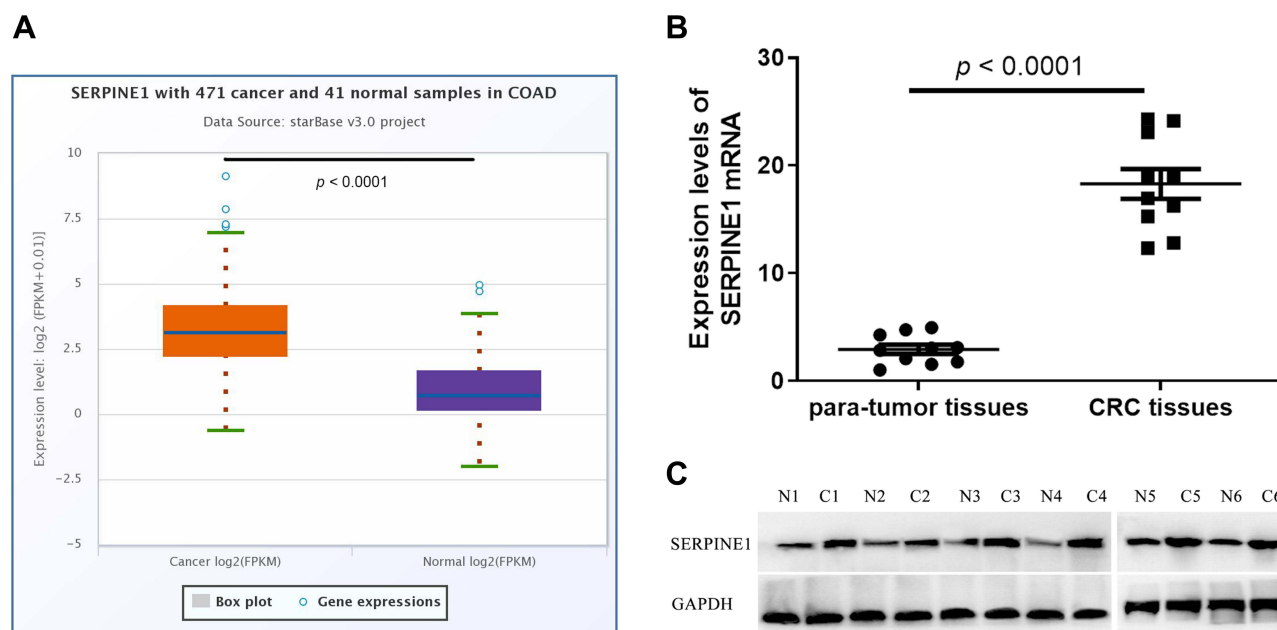 A
SERPINE1 with 471 cancer and 41 normal samples in COAD
Data Source: starBase v3.0 project
Expression level: log2 (FPKM+0.01)]
10
7.5
5
2.5
0
−2.5
−5
p < 0.0001
Cancer log2(FPKM)
Normal log2(FPKM)
Box plot
Gene expressions
B
Expression levels of
SERPINE1 mRNA
30
20
10
0
p < 0.0001
para-tumor tissues
CRC tissues
C
N1 C1 N2 C2 N3 C3 N4 C4 N5 C5 N6 C6
SERPINE1
GAPDH